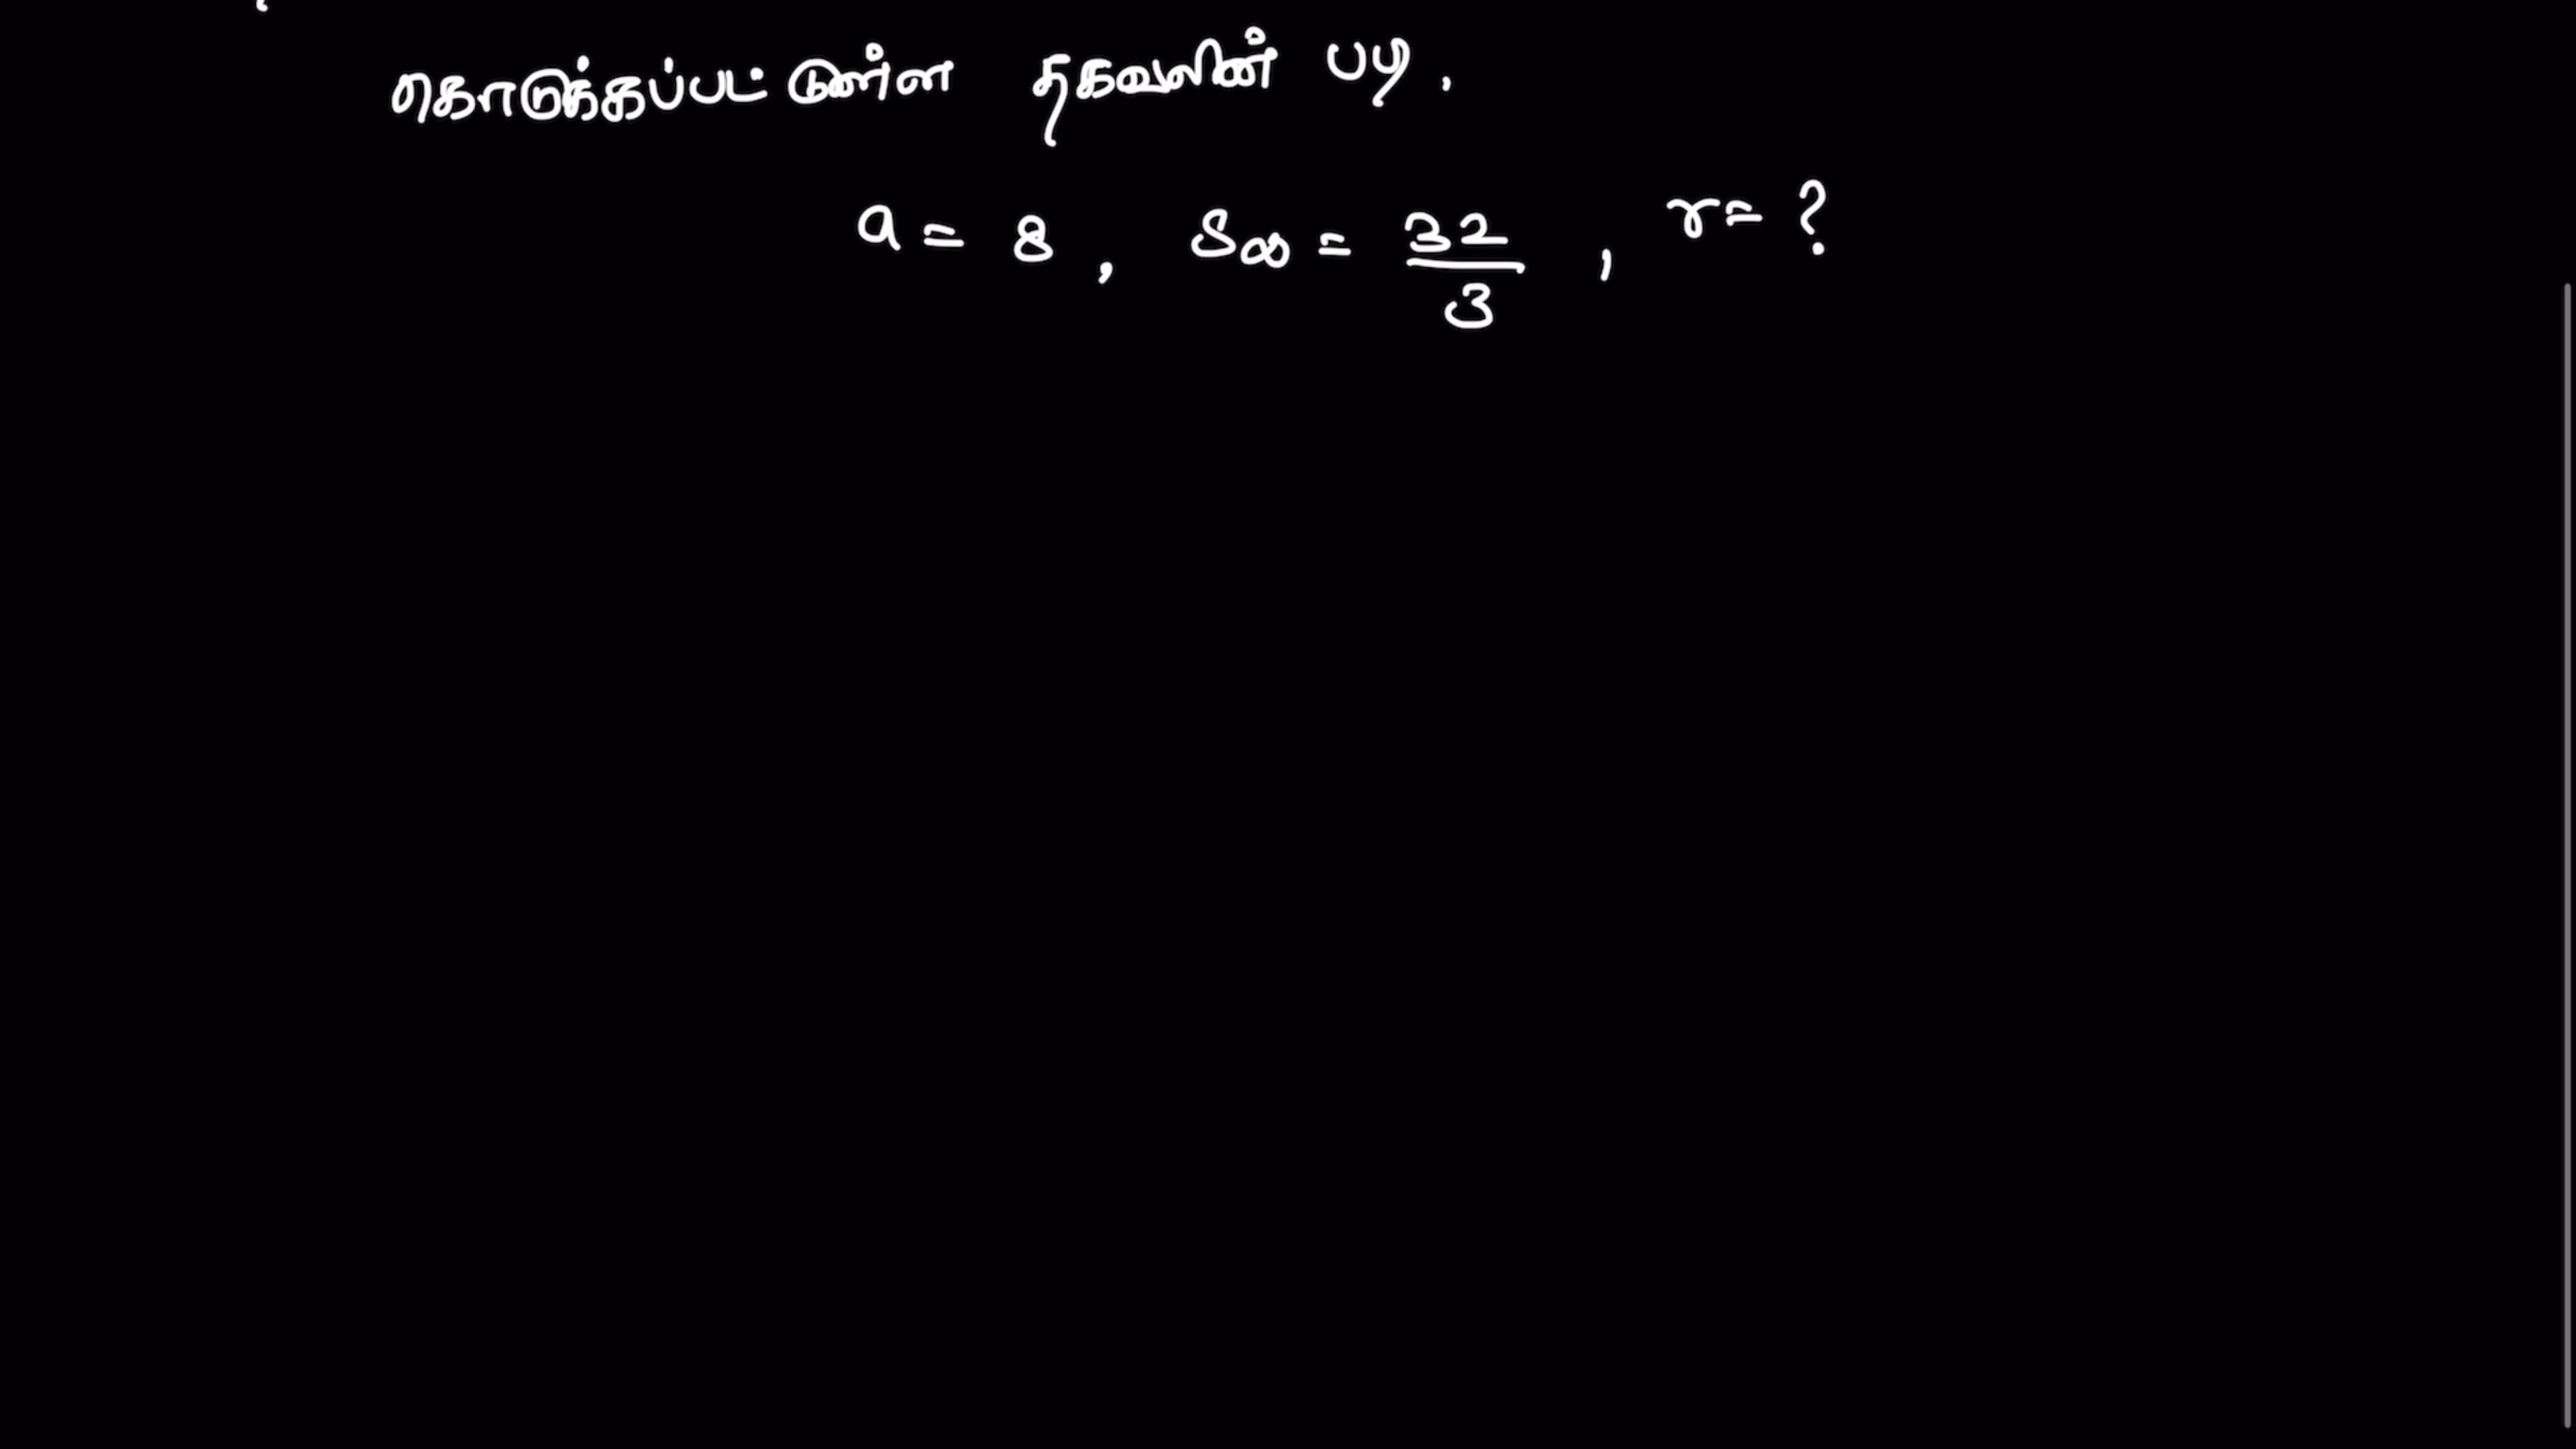 கொடுக்கப்பட்டுள்ள தகவலின் படி.
a = 8 , S∞ = 32/3 , r = ?